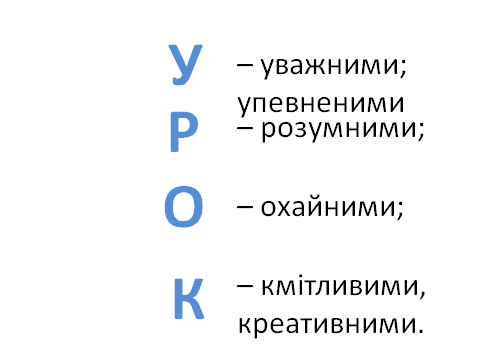 У – уважними;
упевненими
Р – розумними;
О – охайними;
К – кмітливими,
креативними.